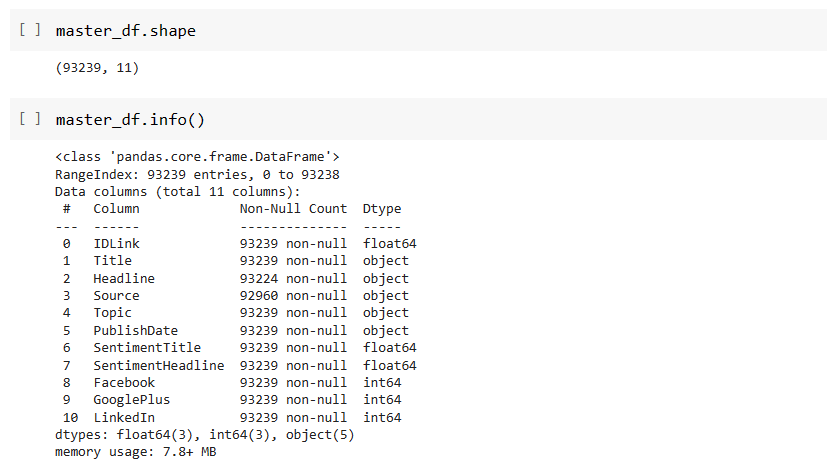 [ ] master_df.shape
(93239, 11)
[ ] master_df.info()
<class 'pandas.core.frame.DataFrame'>
RangeIndex: 93239 entries, 0 to 93238
Data columns (total 11 columns):
 #   Column             Non-Null Count  Dtype
---  ------             --------------  -----
 0   IDLink             93239 non-null  float64
 1   Title              93239 non-null  object
 2   Headline           93224 non-null  object
 3   Source             92960 non-null  object
 4   Topic              93239 non-null  object
 5   PublishDate        93239 non-null  object
 6   SentimentTitle     93239 non-null  float64
 7   SentimentHeadline  93239 non-null  float64
 8   Facebook           93239 non-null  int64
 9   GooglePlus         93239 non-null  int64
 10  LinkedIn           93239 non-null  int64
dtypes: float64(3), int64(3), object(5)
memory usage: 7.8+ MB